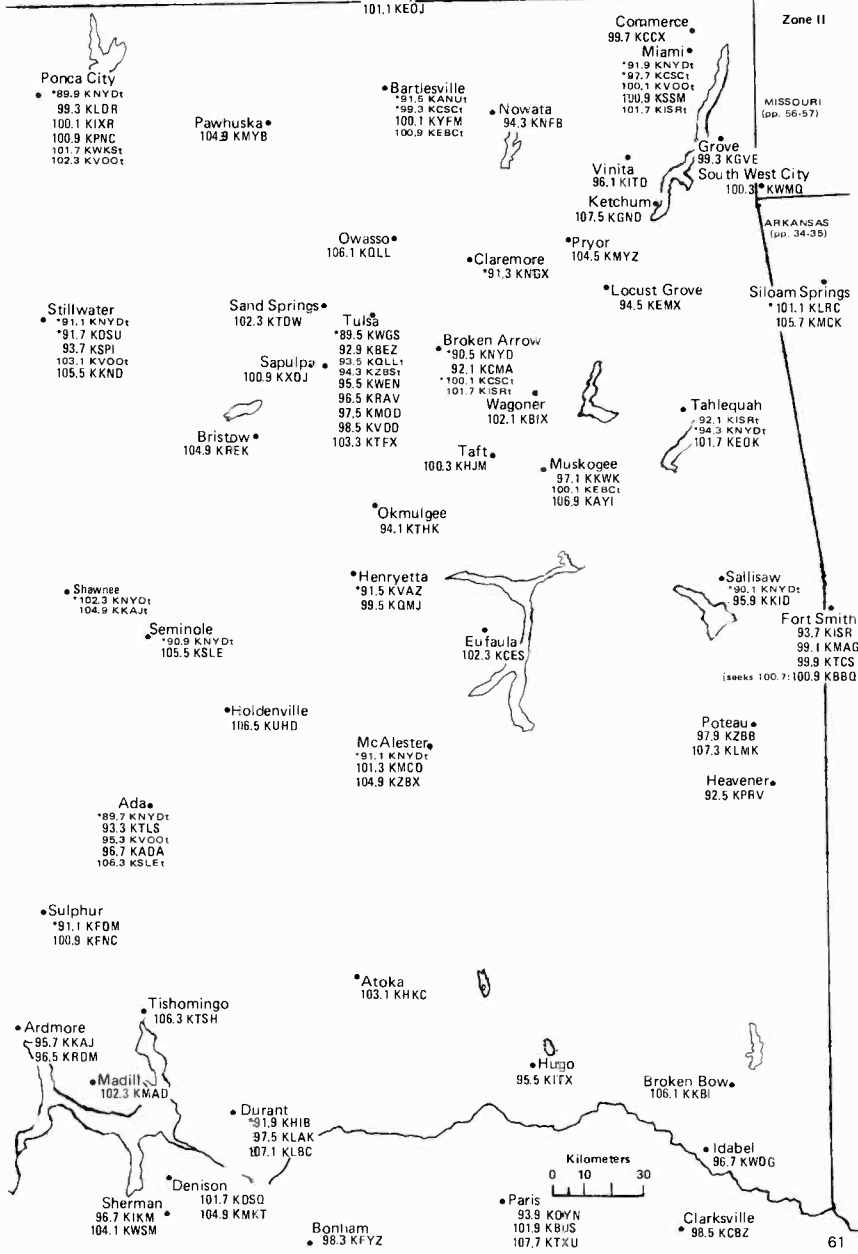 101.1 KEOJ
Zone II
Commerce
99.7 KCCX
Miami
*91.9 KNYDt
*97.7 KCSCt
100.1 KVOOt
100.9 KSSM
101.7 KISRt
MISSOURI
(pp. 56-57)
Ponca City
*89.9 KNYDt
99.3 KLOR
100.1 KIXR
100.9 KPNC
101.7 KWKSt
102.3 KVOOt
Bartlesville
*91.5 KANUt
*99.3 KCSCt
100.1 KYFM
100.9 KEBCt
Nowata
94.3 KNFB
Pawhuska
104.9 KMYB
Grove
99.3 KGVE
Vinita
96.1 KITO
South West City
100.3 KWMQ
Ketchum
107.5 KGND
ARKANSAS
(pp. 34-35)
Owasso
106.1 KQLL
Pryor
104.5 KMYZ
Claremore
*91.3 KNGX
Locust Grove
94.5 KEMX
Siloam Springs
*101.1 KLRC
105.7 KMCK
Stillwater
*91.1 KNYDt
*91.7 KOSU
93.7 KSPI
103.1 KVOOt
105.5 KKND
Sand Springs
102.3 KTOW
Tulsa
*89.5 KWGS
92.9 KBEZ
93.5 KQLLt
94.3 KZBSt
95.5 KWEN
96.5 KRAV
97.5 KMOD
98.5 KVOO
103.3 KTFX
Sapulpa
100.9 KXOJ
Broken Arrow
*90.5 KNYD
92.1 KCMA
*100.1 KCSCt
101.7 KISRt
Wagoner
102.1 KBIX
Tahlequah
92.1 KISRt
*94.3 KNYDt
101.7 KEOK
Bristow
104.9 KREK
Taft
100.3 KHJM
Muskogee
97.1 KKWK
100.1 KEBCt
106.9 KAYI
Okmulgee
94.1 KTHK
Henryetta
*91.5 KVAZ
99.5 KQMJ
Shawnee
*102.3 KNYDt
104.9 KKAJt
Seminole
*90.9 KNYDt
105.5 KSLE
Eufaula
102.3 KCES
Sallisaw
*90.1 KNYDt
95.9 KKID
Fort Smith
93.7 KISR
99.1 KMAG
99.9 KTCS
(seeks 100.7:100.9 KBBQ
Holdenville
106.5 KUHD
McAlester
*91.1 KNYDt
101.3 KMCO
104.9 KZBX
Poteau
97.9 KZBB
107.3 KLMK
Heavener
92.5 KPRV
Ada
*89.7 KNYDt
93.3 KTLS
95.3 KVOOt
96.7 KADA
106.3 KSLEt
Sulphur
*91.1 KFOM
100.9 KFNC
Atoka
103.1 KHKC
Tishomingo
106.3 KTSH
Ardmore
95.7 KKAJ
96.5 KRDM
Madill
102.3 KMAD
Hugo
95.5 KITX
Broken Bow
106.1 KKBI
Durant
*91.9 KHIB
97.5 KLAK
107.1 KLBC
Idabel
96.7 KWDG
Kilometers
0 10 30
Denison
101.7 KDSQ
104.9 KMKT
Sherman
96.7 KIKM
104.1 KWSM
Bonham
98.3 KFYZ
Paris
93.9 KOYN
101.9 KBUS
107.7 KTXU
Clarksville
98.5 KCBZ
61